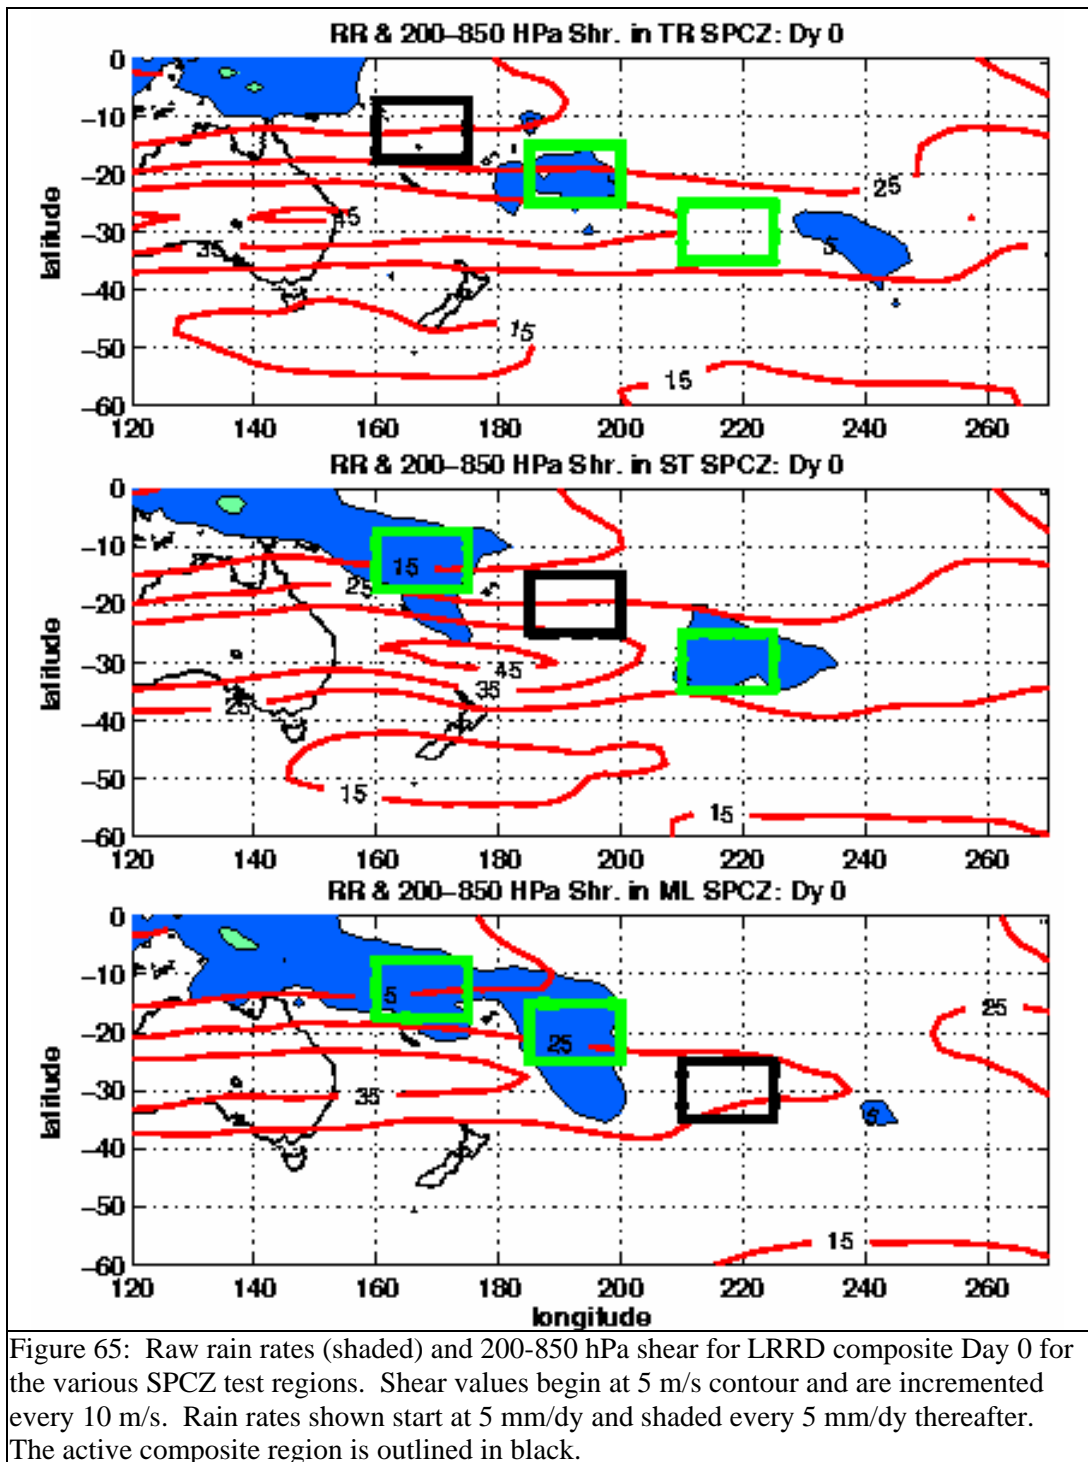 RR & 200–850 HPa Shr. in TR SPCZ: Dy 0
latitude
0
–10
–20
–30
–40
–50
–60
25
45
35
5
15
15
120 140 160 180 200 220 240 260
RR & 200–850 HPa Shr. in ST SPCZ: Dy 0
latitude
0
–10
–20
–30
–40
–50
–60
15
25
45
35
25
15
15
120 140 160 180 200 220 240 260
RR & 200–850 HPa Shr. in ML SPCZ: Dy 0
latitude
0
–10
–20
–30
–40
–50
–60
5
25
25
35
5
15
120 140 160 180 200 220 240 260
longitude
Figure 65: Raw rain rates (shaded) and 200-850 hPa shear for LRRD composite Day 0 for
the various SPCZ test regions. Shear values begin at 5 m/s contour and are incremented
every 10 m/s. Rain rates shown start at 5 mm/dy and shaded every 5 mm/dy thereafter.
The active composite region is outlined in black.